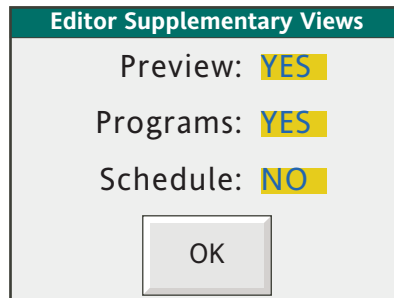 Editor Supplementary Views
Preview: YES
Programs: YES
Schedule: NO
OK